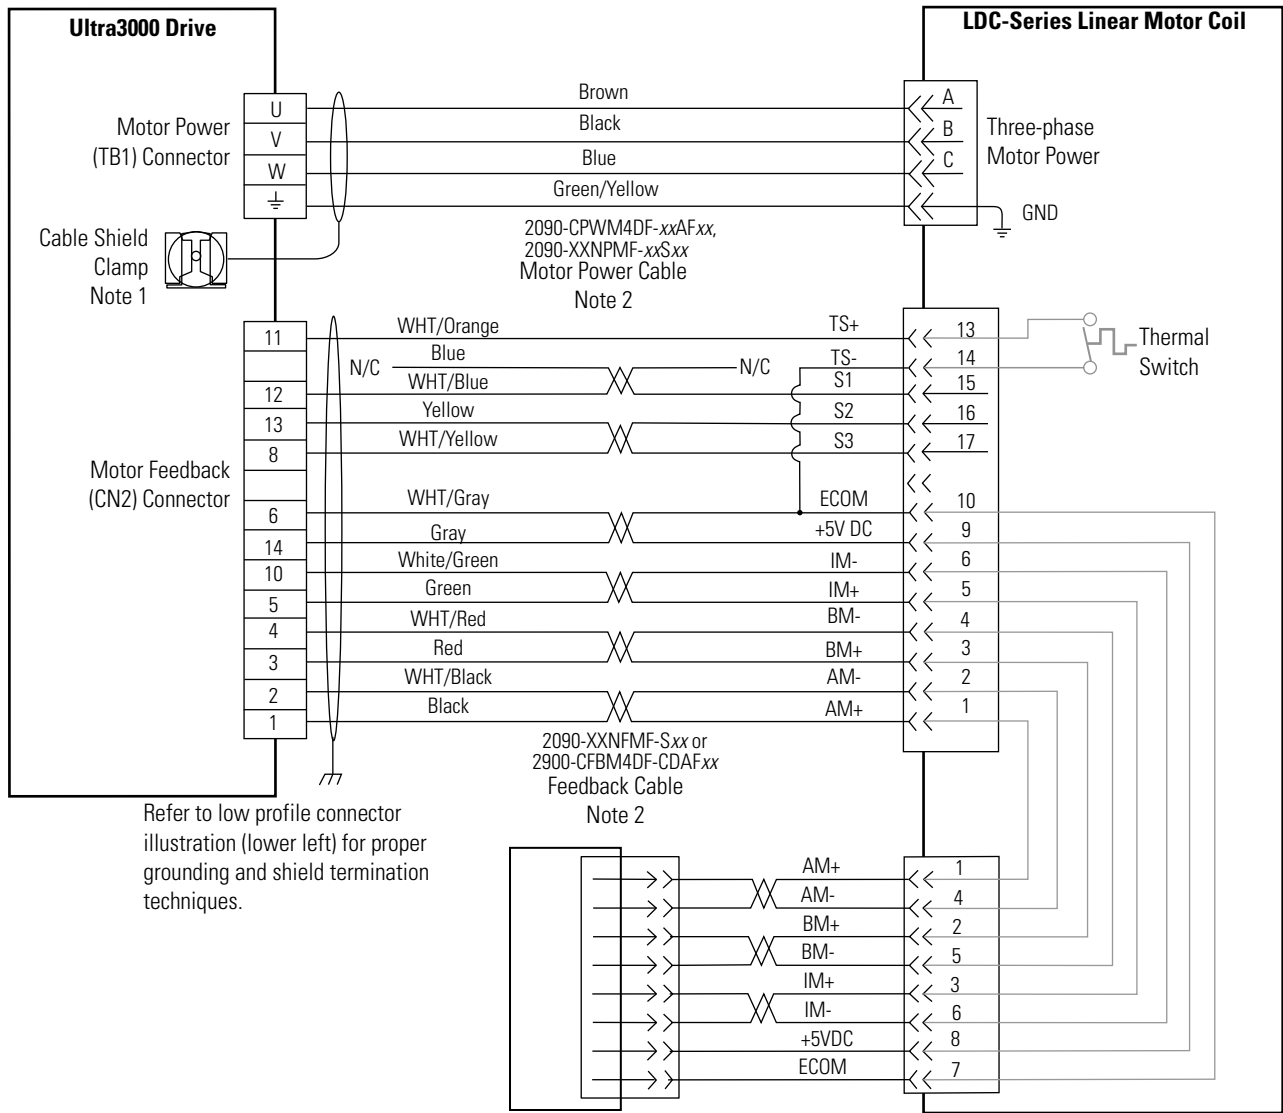 Ultra3000 Drive
LDC-Series Linear Motor Coil
Motor Power
(TB1) Connector
U
V
W
Brown
Black
Blue
Green/Yellow
A
B
C
Three-phase
Motor Power
GND
Cable Shield
Clamp
Note 1
2090-CPWM4DF-xxAFxx,
2090-XXNPMF-xxSxx
Motor Power Cable
Note 2
Motor Feedback
(CN2) Connector
11
12
13
8
6
14
10
5
4
3
2
1
WHT/Orange
N/C
Blue
N/C
WHT/Blue
Yellow
WHT/Yellow
WHT/Gray
Gray
White/Green
Green
WHT/Red
Red
WHT/Black
Black
TS+
TS-
S1
S2
S3
ECOM
+5V DC
IM-
IM+
BM-
BM+
AM-
AM+
13
14
15
16
17
10
9
6
5
4
3
2
1
Thermal
Switch
2090-XXNFMF-Sxx or
2900-CFBM4DF-CDAFxx
Feedback Cable
Note 2
Refer to low profile connector
illustration (lower left) for proper
grounding and shield termination
techniques.
AM+
AM-
BM+
BM-
IM+
IM-
+5VDC
ECOM
1
4
2
5
3
6
8
7